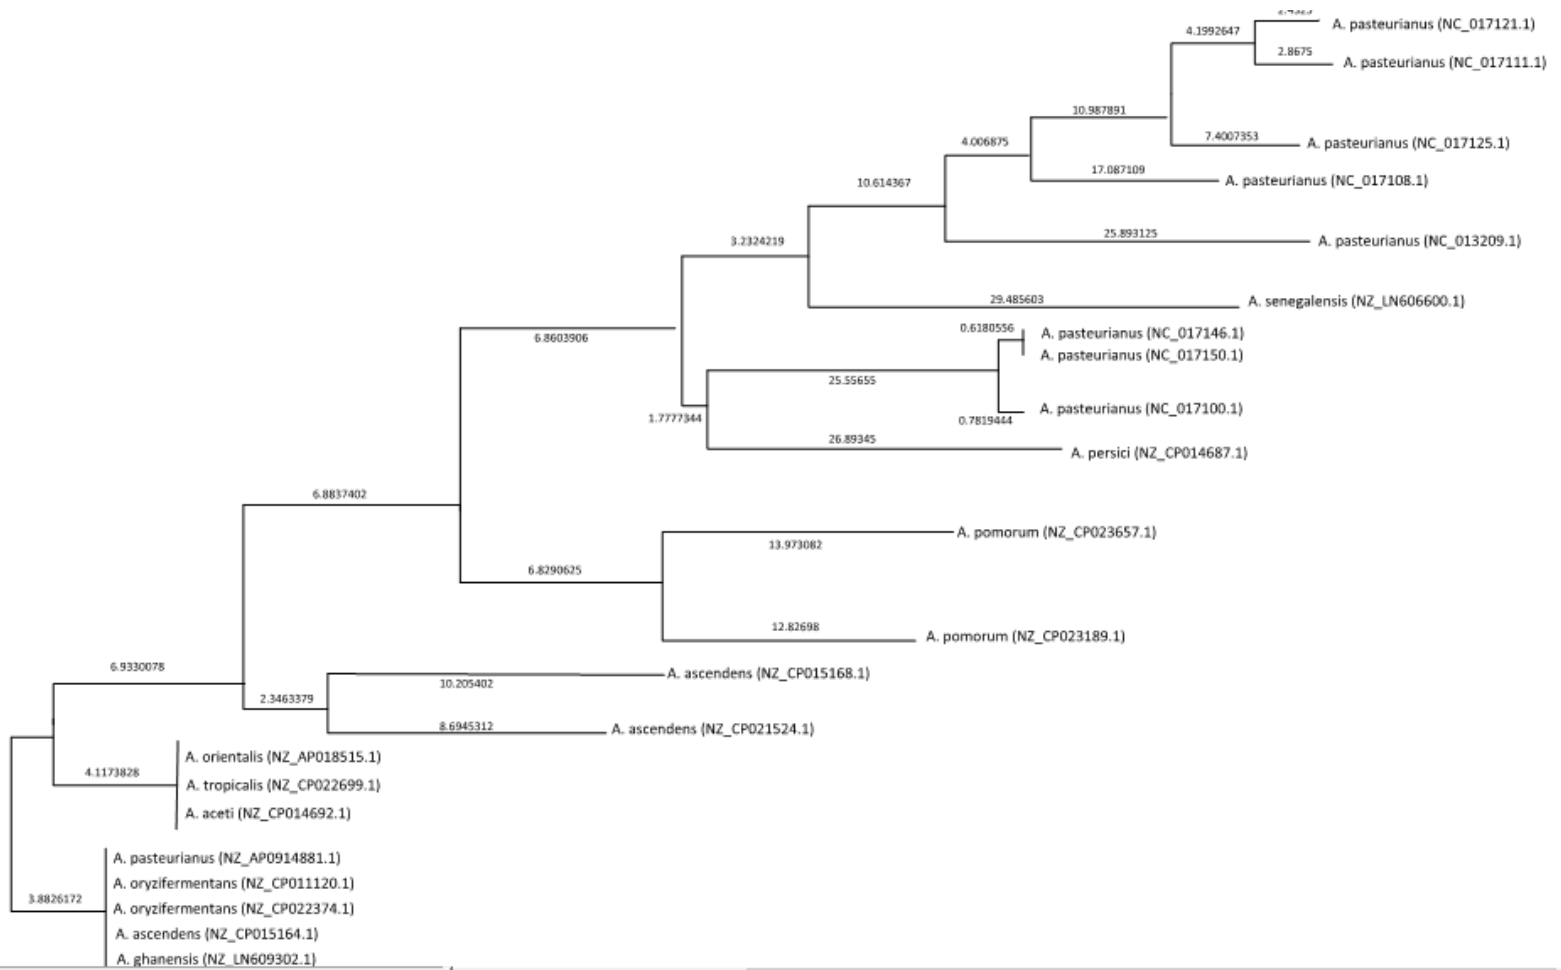 4.1992647
A. pasteurianus (NC_017121.1)
2.8675
A. pasteurianus (NC_017111.1)
10.987891
7.4007353
A. pasteurianus (NC_017125.1)
4.006875
17.087109
A. pasteurianus (NC_017108.1)
10.614367
25.893125
A. pasteurianus (NC_013209.1)
3.2324219
29.485603
A. senegalensis (NZ_LN606600.1)
6.8603906
0.6180556
A. pasteurianus (NC_017146.1)
A. pasteurianus (NC_017150.1)
25.55655
A. pasteurianus (NC_017100.1)
0.7819444
1.7777344
26.89345
A. persici (NZ_CP014687.1)
6.8837402
A. pomorum (NZ_CP023657.1)
13.973082
6.8290625
12.82698
A. pomorum (NZ_CP023189.1)
6.9330078
A. ascendens (NZ_CP015168.1)
10.205402
2.3463379
8.6945312
A. ascendens (NZ_CP021524.1)
A. orientalis (NZ_AP018515.1)
4.1173828
A. tropicalis (NZ_CP022699.1)
A. aceti (NZ_CP014692.1)
A. pasteurianus (NZ_AP0914881.1)
A. oryzifermentans (NZ_CP011120.1)
3.8826172
A. oryzifermentans (NZ_CP022374.1)
A. ascendens (NZ_CP015164.1)
A. ghanensis (NZ_LN609302.1)